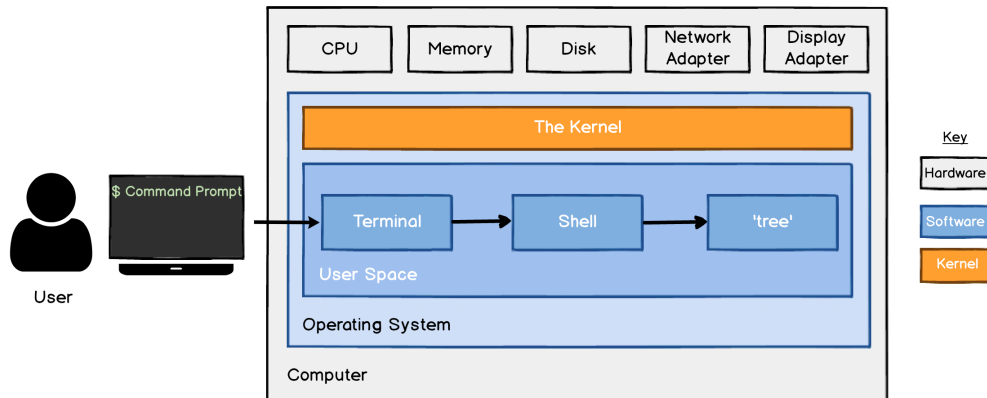 CPU
Memory
Disk
Network
Adapter
Display
Adapter
The Kernel
$ Command Prompt
Terminal
Shell
'tree'
User Space
Operating System
Computer
User
Key
Hardware
Software
Kernel